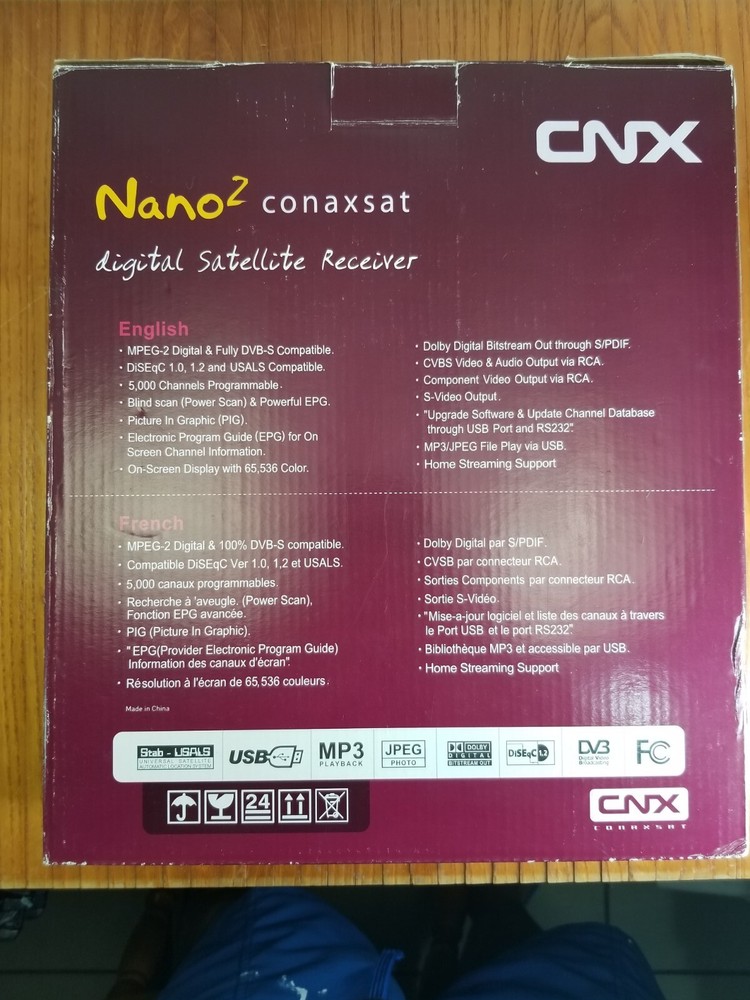 CNX
Nano2 conaxsat
digital Satellite Receiver
English
· MPEG-2 Digital & Fully DVB-S Compatible.
· DiSEqC 1.0, 1.2 and USALS Compatible.
· 5,000 Channels Programmable.
· Blind scan (Power Scan) & Powerful EPG.
· Picture In Graphic (PIG).
· Electronic Program Guide (EPG) for On
Screen Channel Information.
· On-Screen Display with 65,536 Color.
· Dolby Digital Bitstream Out through S/PDIF.
· CVBS Video & Audio Output via RCA.
· Component Video Output via RCA.
· S-Video Output.
· "Upgrade Software & Update Channel Database
through USB Port and RS232".
· MP3/JPEG File Play via USB.
· Home Streaming Support
French
· MPEG-2 Digital & 100% DVB-S compatible.
· Compatible DiSEqC Ver 1.0, 1,2 et USALS.
· 5,000 canaux programmables.
· Recherche à 'aveugle. (Power Scan),
Fonction EPG avancée.
· PIG (Picture In Graphic).
· "EPG(Provider Electronic Program Guide)
Information des canaux d'écran".
· Résolution à l'écran de 65,536 couleurs.
· Dolby Digital par S/PDIF.
· CVSB par connecteur RCA.
· Sorties Components par connecteur RCA.
· Sortie S-Vidéo.
· "Mise-a-jour logiciel et liste des canaux à travers
le Port USB et le port RS232".
· Bibliothèque MP3 et accessible par USB.
· Home Streaming Support
Made in China
Stab - USALS
UNIVERSAL SATELLITE
AUTOMATIC LOCATION SYSTEM
USB
MP3
PLAYBACK
JPEG
PHOTO
DOLBY
DIGITAL
BITSTREAM OUT
DiSEqC 1.2
DVB
Digital Video
Broadcasting
FC
24
CNX
CONAXSAT